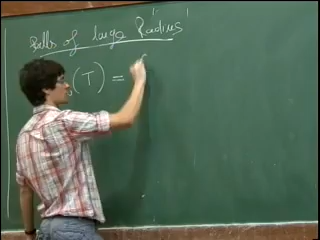 Balls of large 'Radius'
(T) =